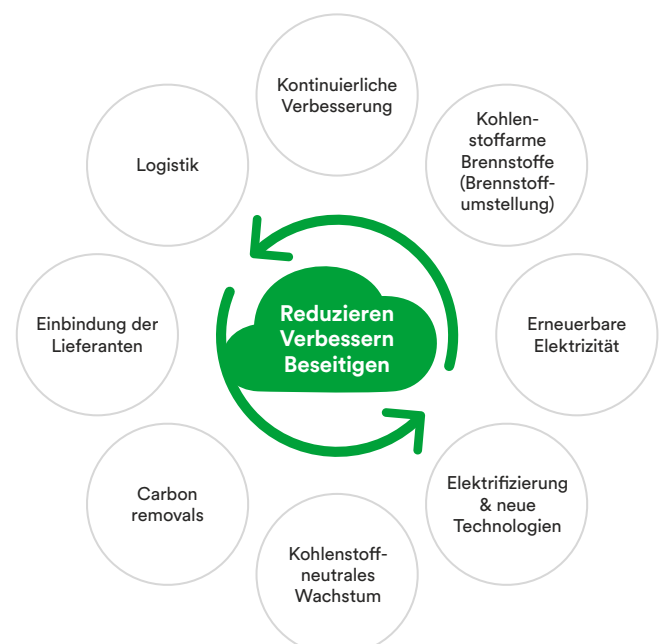 Kontinuierliche
Verbesserung
Kohlen-
stoffarme
Brennstoffe
(Brennstoff-
umstellung)
Erneuerbare
Elektrizität
Elektrifizierung
& neue
Technologien
Kohlenstoff-
neutrales
Wachstum
Carbon
removals
Einbindung der
Lieferanten
Logistik
Reduzieren
Verbessern
Beseitigen